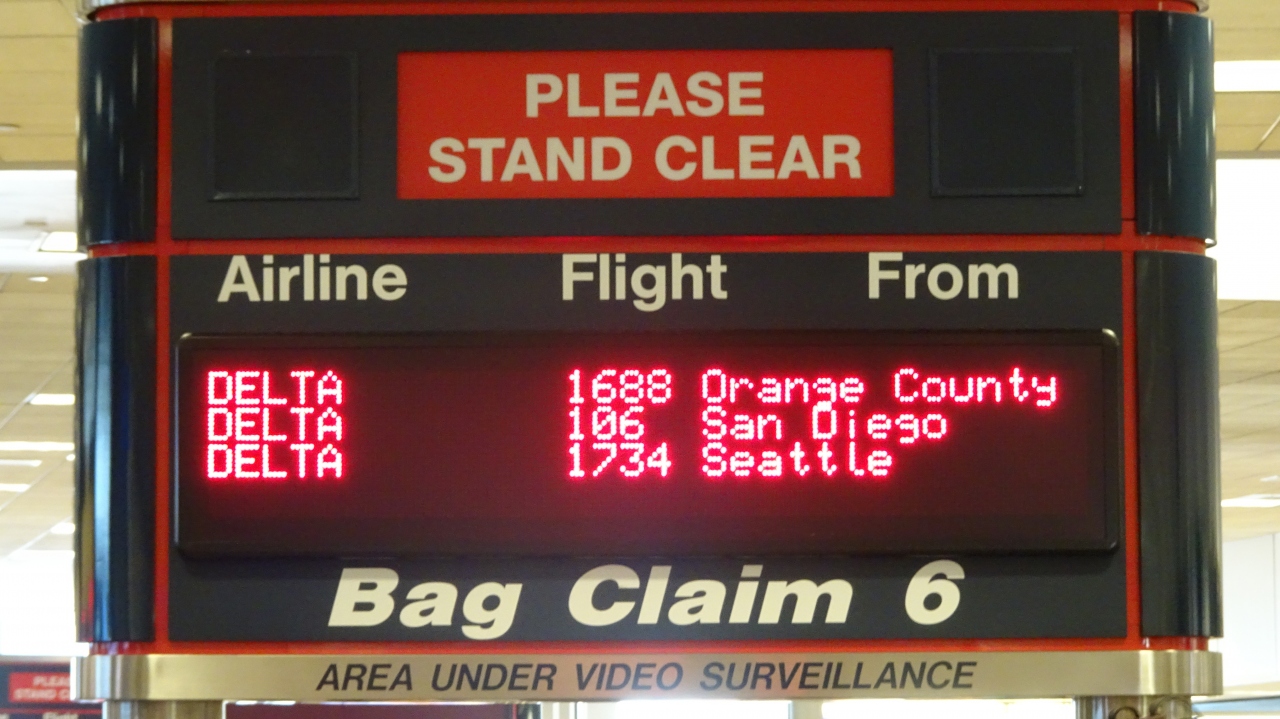 PLEASE
STAND CLEAR
Airline Flight From
DELTA 1688 Orange County
DELTA 106 San Diego
DELTA 1734 Seattle
Bag Claim 6
AREA UNDER VIDEO SURVEILLANCE